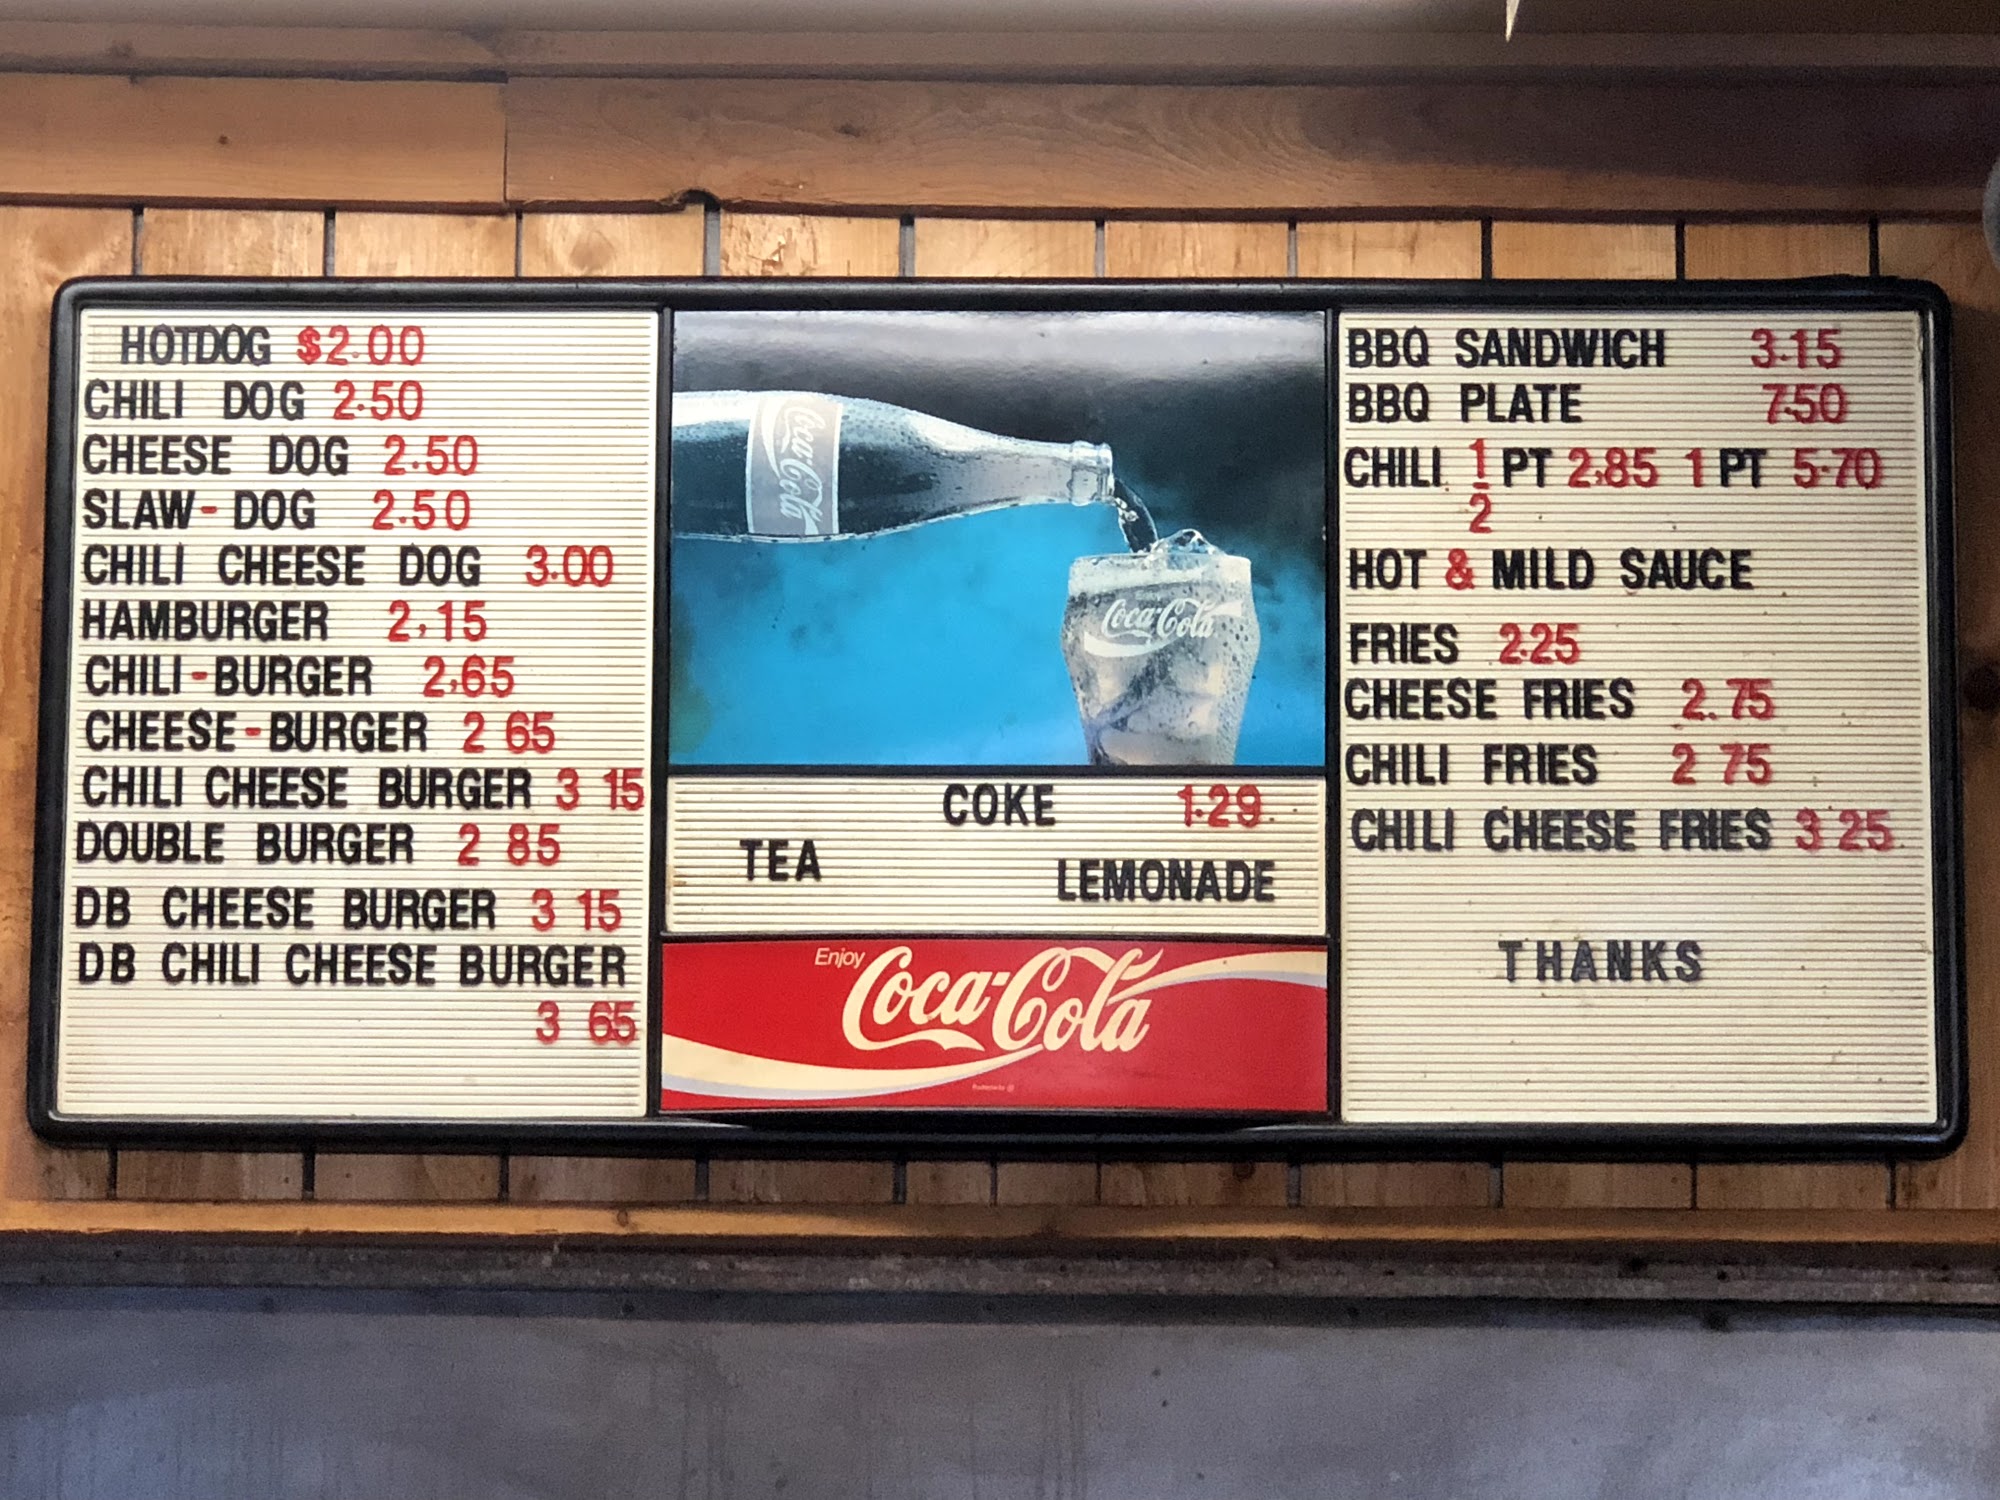 HOTDOG $2.00
CHILI DOG 2.50
CHEESE DOG 2.50
SLAW-DOG 2.50
CHILI CHEESE DOG 3.00
HAMBURGER 2,15
CHILI-BURGER 2,65
CHEESE-BURGER 2 65
CHILI CHEESE BURGER 3 15
DOUBLE BURGER 2 85
DB CHEESE BURGER 3 15
DB CHILI CHEESE BURGER
3 65
Coca-Cola
Coca-Cola
COKE 1.29
TEA
LEMONADE
Enjoy
Coca-Cola
BBQ SANDWICH 3.15
BBQ PLATE 7.50
CHILI 1/2 PT 2,85 1 PT 5.70
HOT & MILD SAUCE
FRIES 2.25
CHEESE FRIES 2.75
CHILI FRIES 2 75
CHILI CHEESE FRIES 3 25
THANKS